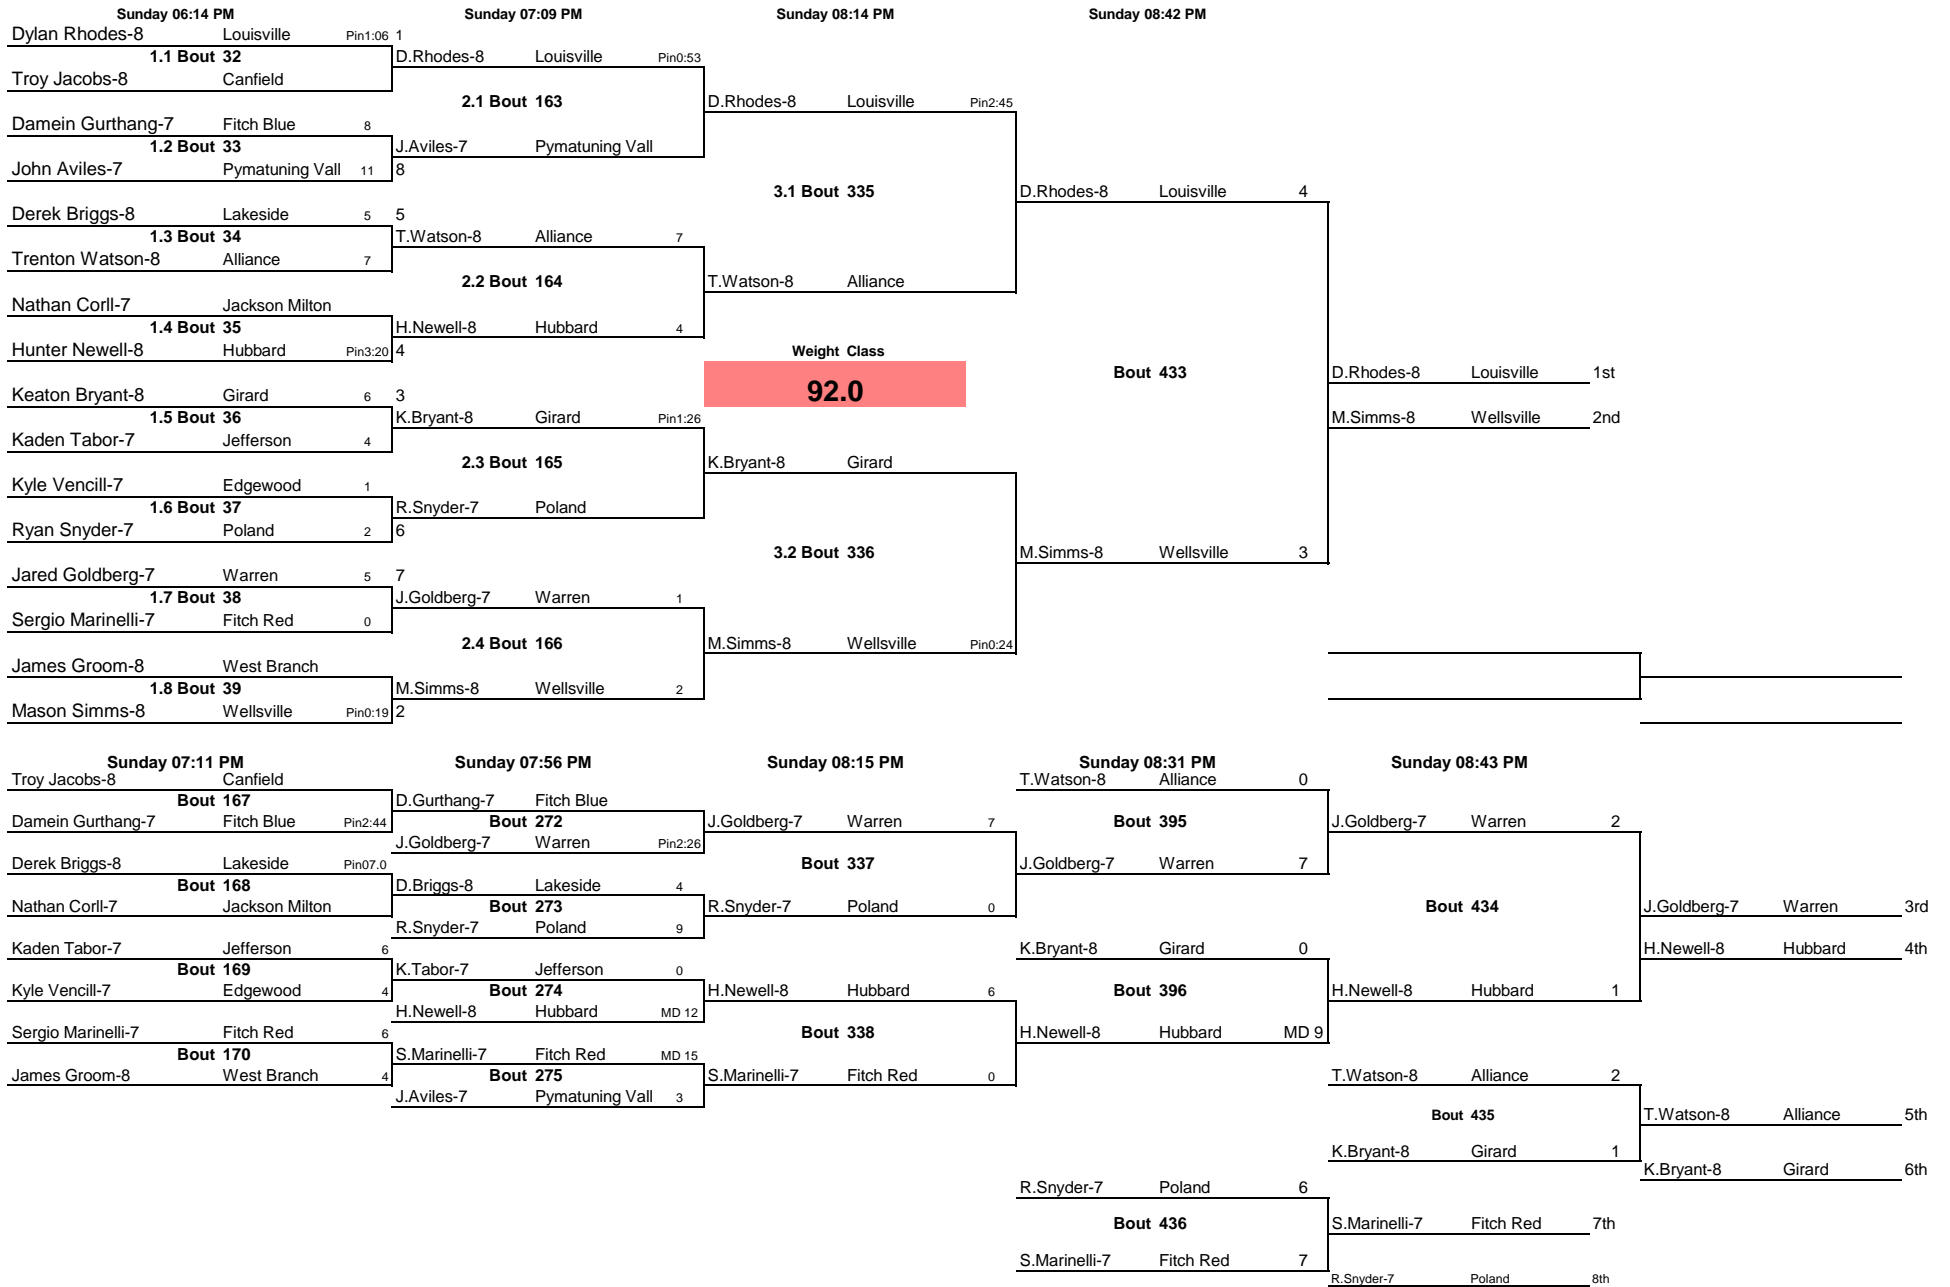 Sunday 06:14 PM Sunday 07:09 PM Sunday 08:14 PM Sunday 08:42 PM
Dylan Rhodes-8 Louisville Pin1:06 1
1.1 Bout 32 D.Rhodes-8 Louisville Pin0:53
Troy Jacobs-8 Canfield
2.1 Bout 163 D.Rhodes-8 Louisville Pin2:45
Damein Gurthang-7 Fitch Blue 8
1.2 Bout 33 J.Aviles-7 Pymatuning Vall
John Aviles-7 Pymatuning Vall 11 8
3.1 Bout 335 D.Rhodes-8 Louisville 4
Derek Briggs-8 Lakeside 5 5
1.3 Bout 34 T.Watson-8 Alliance 7
Trenton Watson-8 Alliance 7
2.2 Bout 164 T.Watson-8 Alliance
Nathan Corll-7 Jackson Milton
1.4 Bout 35 H.Newell-8 Hubbard 4
Hunter Newell-8 Hubbard Pin3:20 4 Weight Class
Bout 433 D.Rhodes-8 Louisville 1st
Keaton Bryant-8 Girard 6 3 92.0
1.5 Bout 36 K.Bryant-8 Girard Pin1:26 M.Simms-8 Wellsville 2nd
Kaden Tabor-7 Jefferson 4
2.3 Bout 165 K.Bryant-8 Girard
Kyle Vencill-7 Edgewood 1
1.6 Bout 37 R.Snyder-7 Poland
Ryan Snyder-7 Poland 2 6
3.2 Bout 336 M.Simms-8 Wellsville 3
Jared Goldberg-7 Warren 5 7
1.7 Bout 38 J.Goldberg-7 Warren 1
Sergio Marinelli-7 Fitch Red 0
2.4 Bout 166 M.Simms-8 Wellsville Pin0:24
James Groom-8 West Branch
1.8 Bout 39 M.Simms-8 Wellsville 2
Mason Simms-8 Wellsville Pin0:19 2
Sunday 07:11 PM Sunday 07:56 PM Sunday 08:15 PM Sunday 08:31 PM Sunday 08:43 PM
Troy Jacobs-8 Canfield T.Watson-8 Alliance 0
Bout 167 D.Gurthang-7 Fitch Blue
Damein Gurthang-7 Fitch Blue Pin2:44 Bout 272 J.Goldberg-7 Warren 7 Bout 395 J.Goldberg-7 Warren 2
J.Goldberg-7 Warren Pin2:26
Derek Briggs-8 Lakeside Pin07.0 Bout 337 J.Goldberg-7 Warren 7
Bout 168 D.Briggs-8 Lakeside 4
Nathan Corll-7 Jackson Milton Bout 273 R.Snyder-7 Poland 0 Bout 434 J.Goldberg-7 Warren 3rd
R.Snyder-7 Poland 9
Kaden Tabor-7 Jefferson 6 K.Bryant-8 Girard 0 H.Newell-8 Hubbard 4th
Bout 169 K.Tabor-7 Jefferson 0
Kyle Vencill-7 Edgewood 4 Bout 274 H.Newell-8 Hubbard 6 Bout 396 H.Newell-8 Hubbard 1
H.Newell-8 Hubbard MD 12
Sergio Marinelli-7 Fitch Red 6 Bout 338 H.Newell-8 Hubbard MD 9
Bout 170 S.Marinelli-7 Fitch Red MD 15
James Groom-8 West Branch 4 Bout 275 S.Marinelli-7 Fitch Red 0 T.Watson-8 Alliance 2
J.Aviles-7 Pymatuning Vall 3
Bout 435 T.Watson-8 Alliance 5th
K.Bryant-8 Girard 1
K.Bryant-8 Girard 6th
R.Snyder-7 Poland 6
Bout 436 S.Marinelli-7 Fitch Red 7th
S.Marinelli-7 Fitch Red 7
R.Snyder-7 Poland 8th